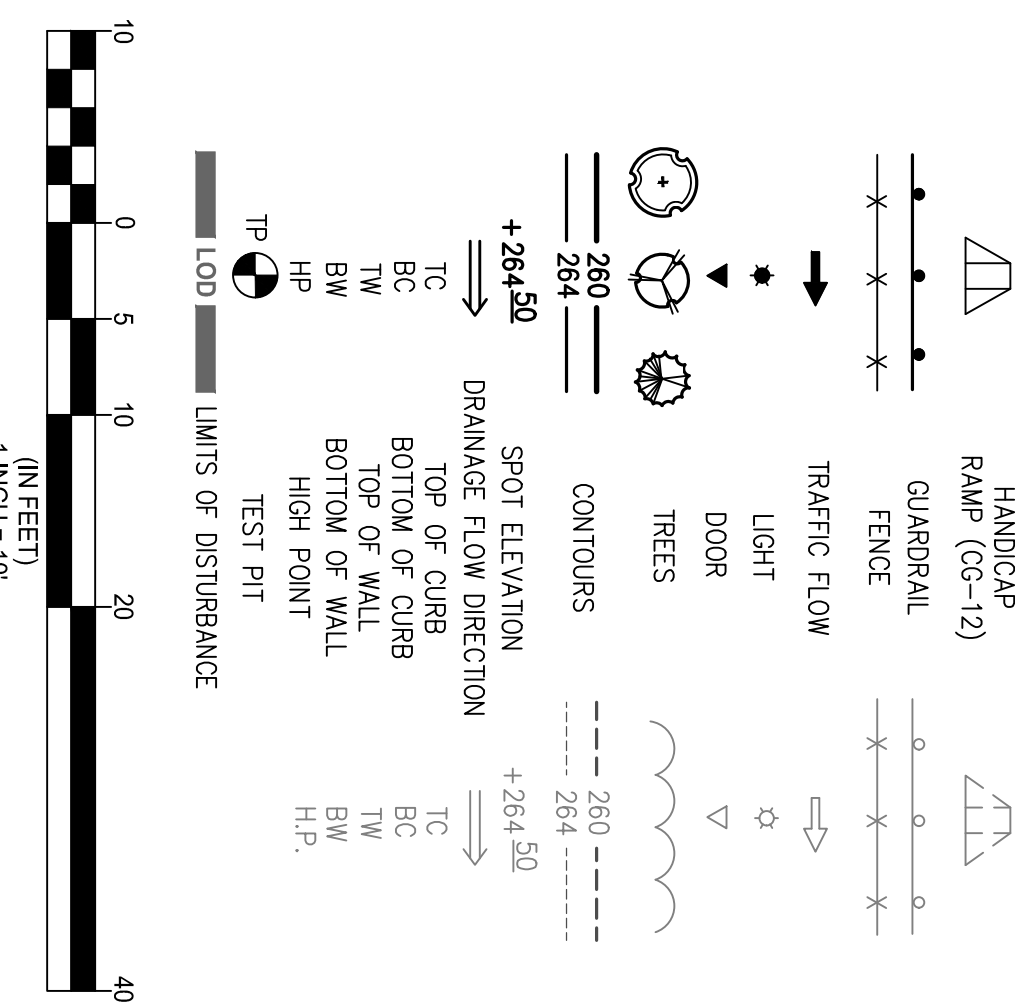 HANDICAP
RAMP (CG-12)
GUARDRAIL
FENCE
TRAFFIC FLOW
LIGHT
DOOR
TREES
260 CONTOURS 260
264 264
+264 50 SPOT ELEVATION +264 50
DRAINAGE FLOW DIRECTION
TC TOP OF CURB TC
BC BOTTOM OF CURB BC
TW TOP OF WALL TW
BW BOTTOM OF WALL BW
HP HIGH POINT H.P.
TP TEST PIT
LOD LIMITS OF DISTURBANCE
10 0 5 10 20 40
(IN FEET)
1 INCH = 10'